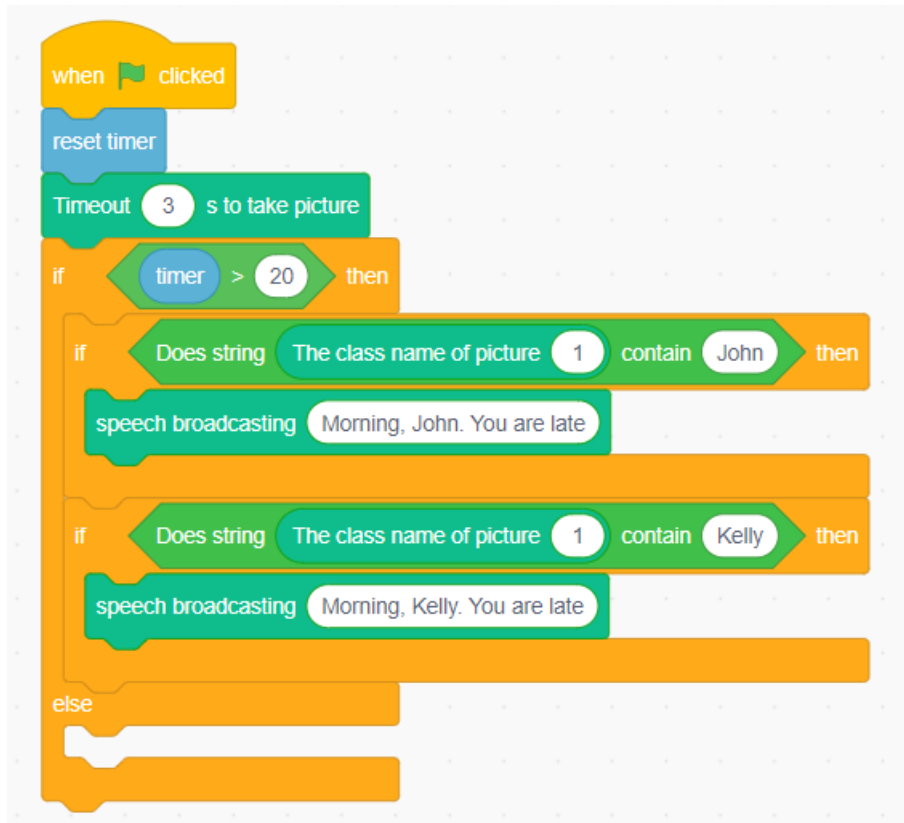 when clicked
reset timer
Timeout 3 s to take picture
if timer > 20 then
if Does string The class name of picture 1 contain John then
speech broadcasting Morning, John. You are late
if Does string The class name of picture 1 contain Kelly then
speech broadcasting Morning, Kelly. You are late
else